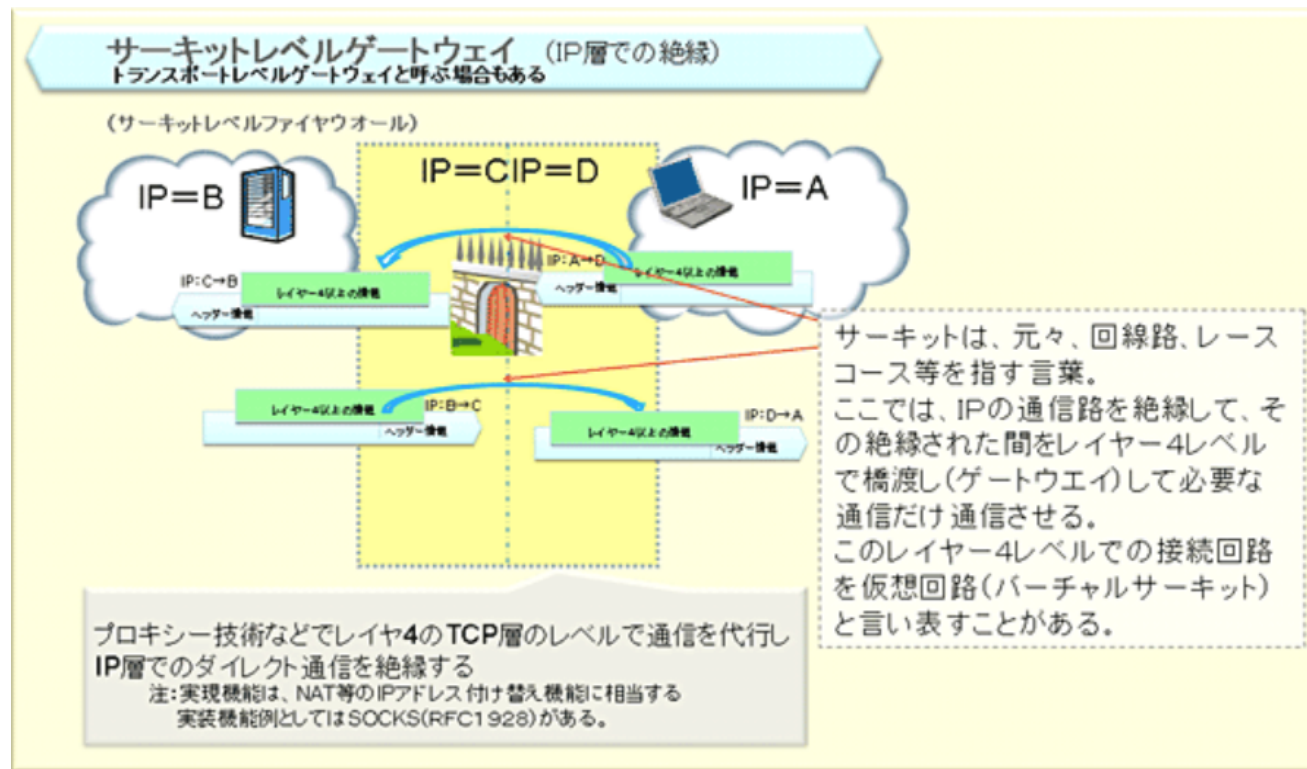 サーキットレベルゲートウェイ (IP層での絶縁)
トランスポートレベルゲートウェイと呼ぶ場合もある
(サーキットレベルファイヤウオール)
IP=B
IP=C
IP=D
IP=A
IP:C→B
レイヤー4以上の情報
ヘッダー情報
IP:A→D
レイヤー4以上の情報
ヘッダー情報
レイヤー4以上の情報
IP:B→C
ヘッダー情報
レイヤー4以上の情報
IP:D→A
ヘッダー情報
サーキットは、元々、回線路、レース
コース等を指す言葉。
ここでは、IPの通信路を絶縁して、そ
の絶縁された間をレイヤー4レベル
で橋渡し(ゲートウエイ)して必要な
通信だけ通信させる。
このレイヤー4レベルでの接続回路
を仮想回路(バーチャルサーキット)
と言い表すことがある。
プロキシー技術などでレイヤ4のTCP層のレベルで通信を代行し
IP層でのダイレクト通信を絶縁する
注:実現機能は、NAT等のIPアドレス付け替え機能に相当する
実装機能例としてはSOCKS(RFC1928)がある。